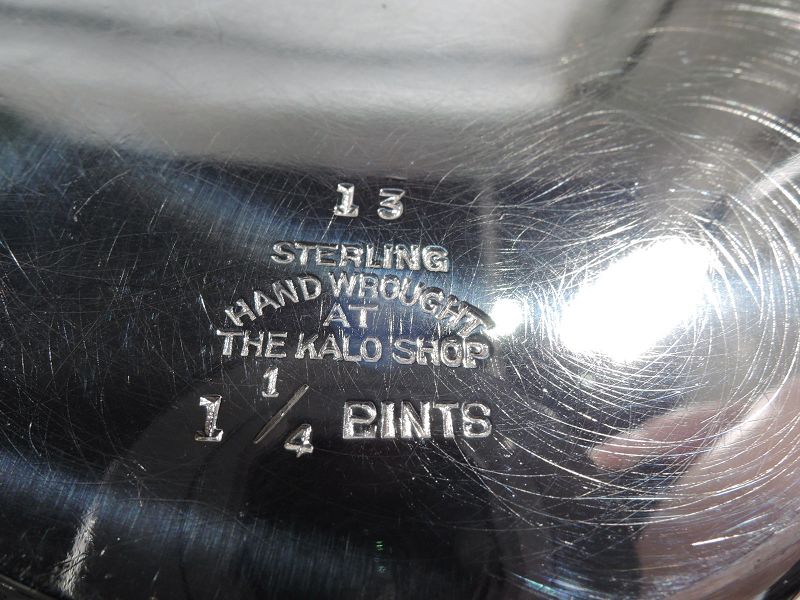 13
STERLING
HAND WROUGHT
AT
THE KALO SHOP
1 1/4 PINTS